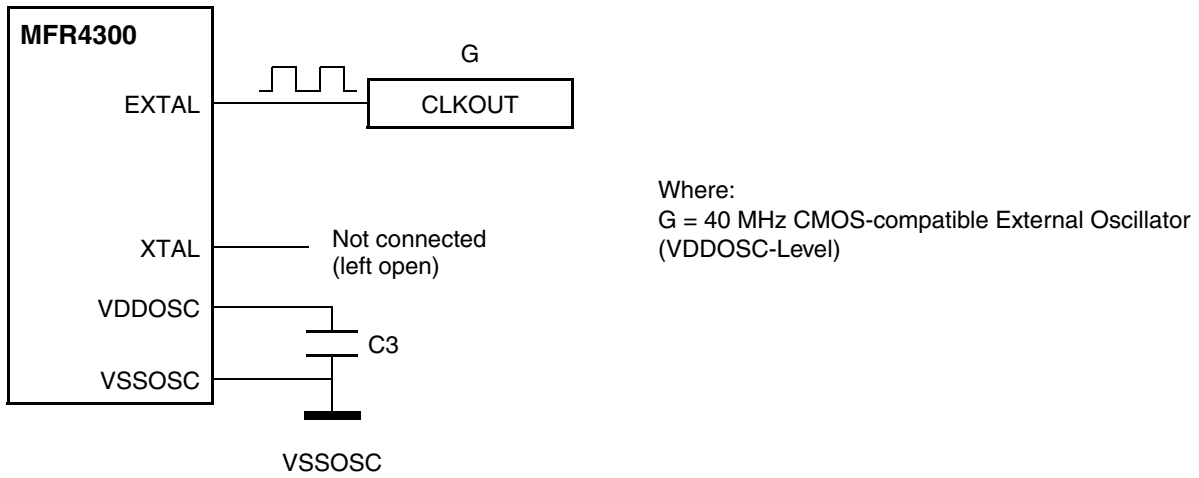 MFR4300
G
EXTAL
CLKOUT
Where:
G = 40 MHz CMOS-compatible External Oscillator
(VDDOSC-Level)
XTAL
Not connected
(left open)
VDDOSC
C3
VSSOSC
VSSOSC